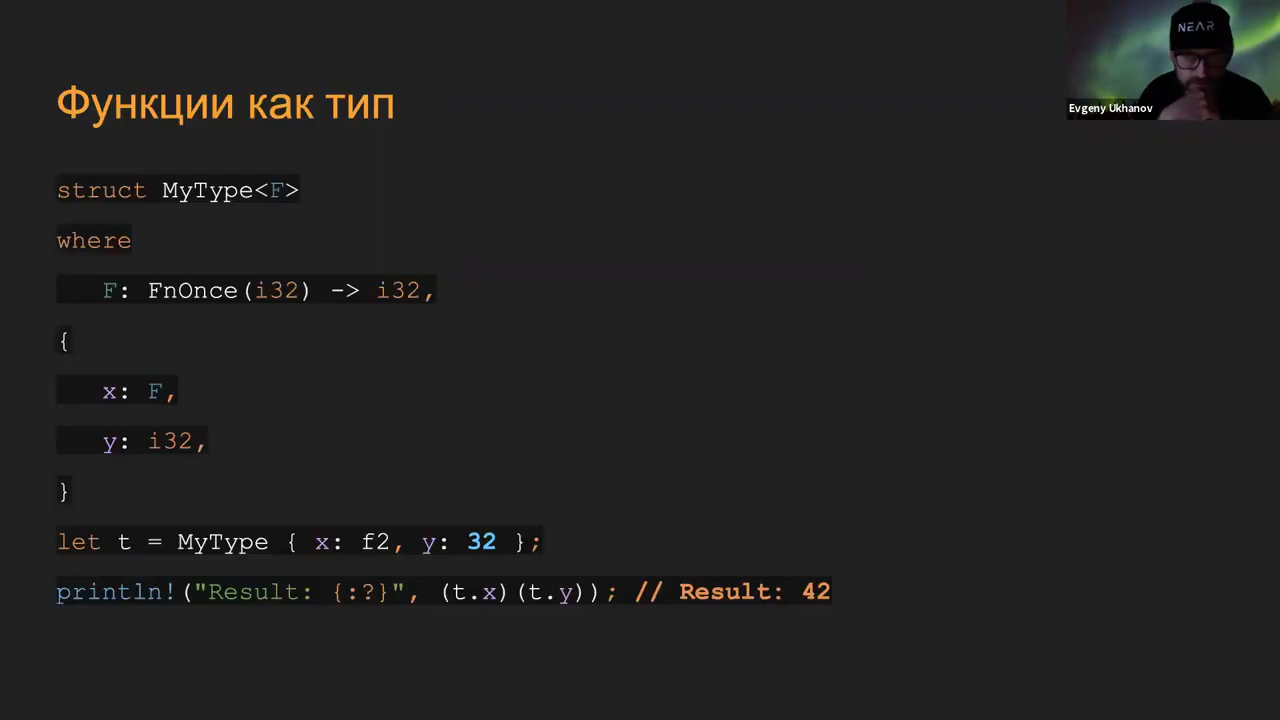 NEAR
Evgeny Ukhanov
Функции как тип
struct MyType<F>
where
F: FnOnce(i32) -> i32,
{
x: F,
y: i32,
}
let t = MyType { x: f2, y: 32 };
println!("Result: {:?}", (t.x)(t.y)); // Result: 42